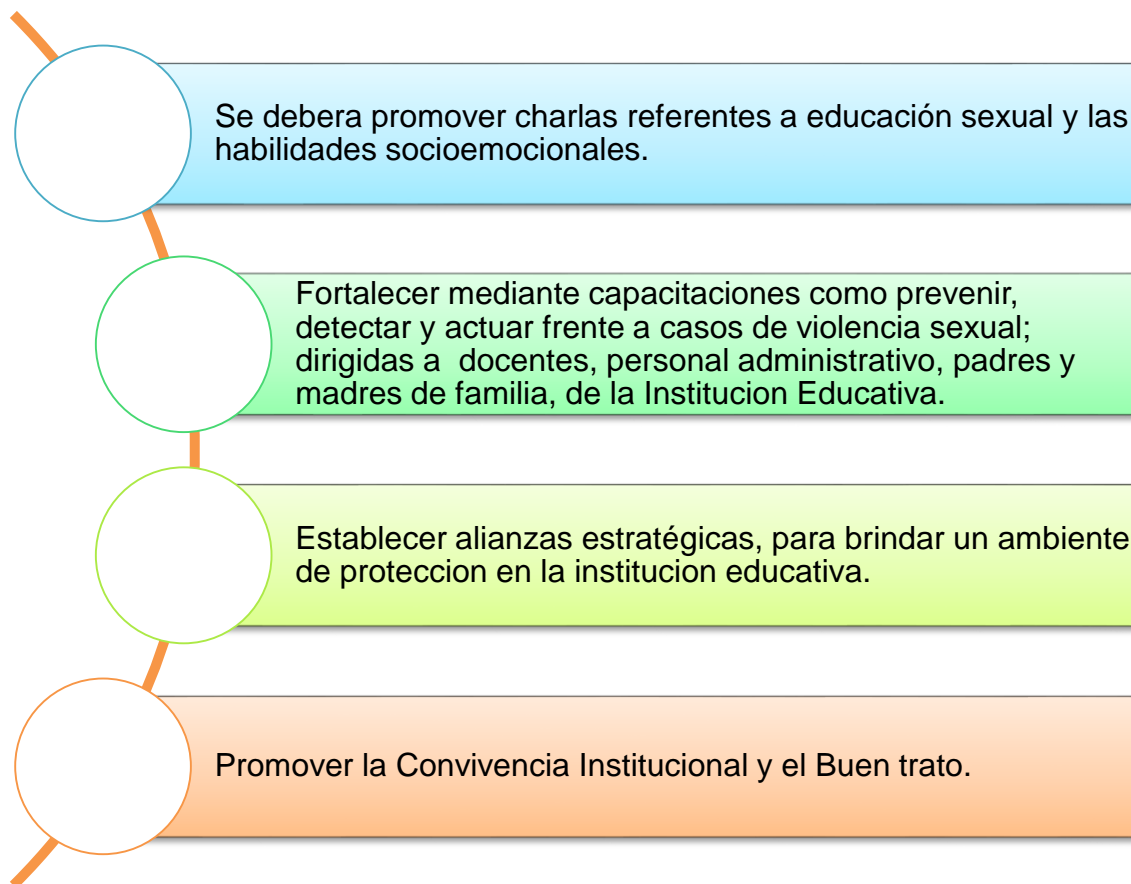 Se debera promover charlas referentes a educación sexual y las
habilidades socioemocionales.
Fortalecer mediante capacitaciones como prevenir,
detectar y actuar frente a casos de violencia sexual;
dirigidas a  docentes, personal administrativo, padres y
madres de familia, de la Institucion Educativa.
Establecer alianzas estratégicas, para brindar un ambiente
de proteccion en la institucion educativa.
Promover la Convivencia Institucional y el Buen trato.